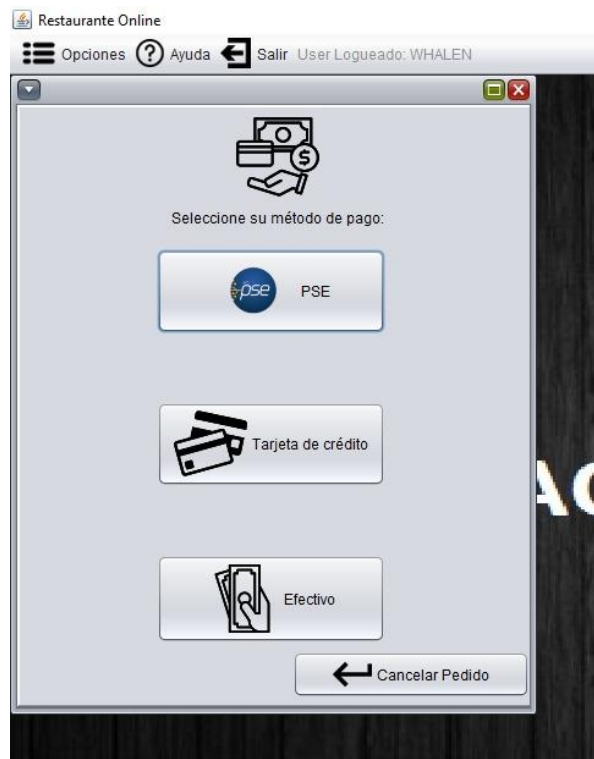 Restaurante Online
Opciones Ayuda Salir User Logueado: WHALEN
Seleccione su método de pago:
pse PSE
Tarjeta de crédito
Efectivo
Cancelar Pedido